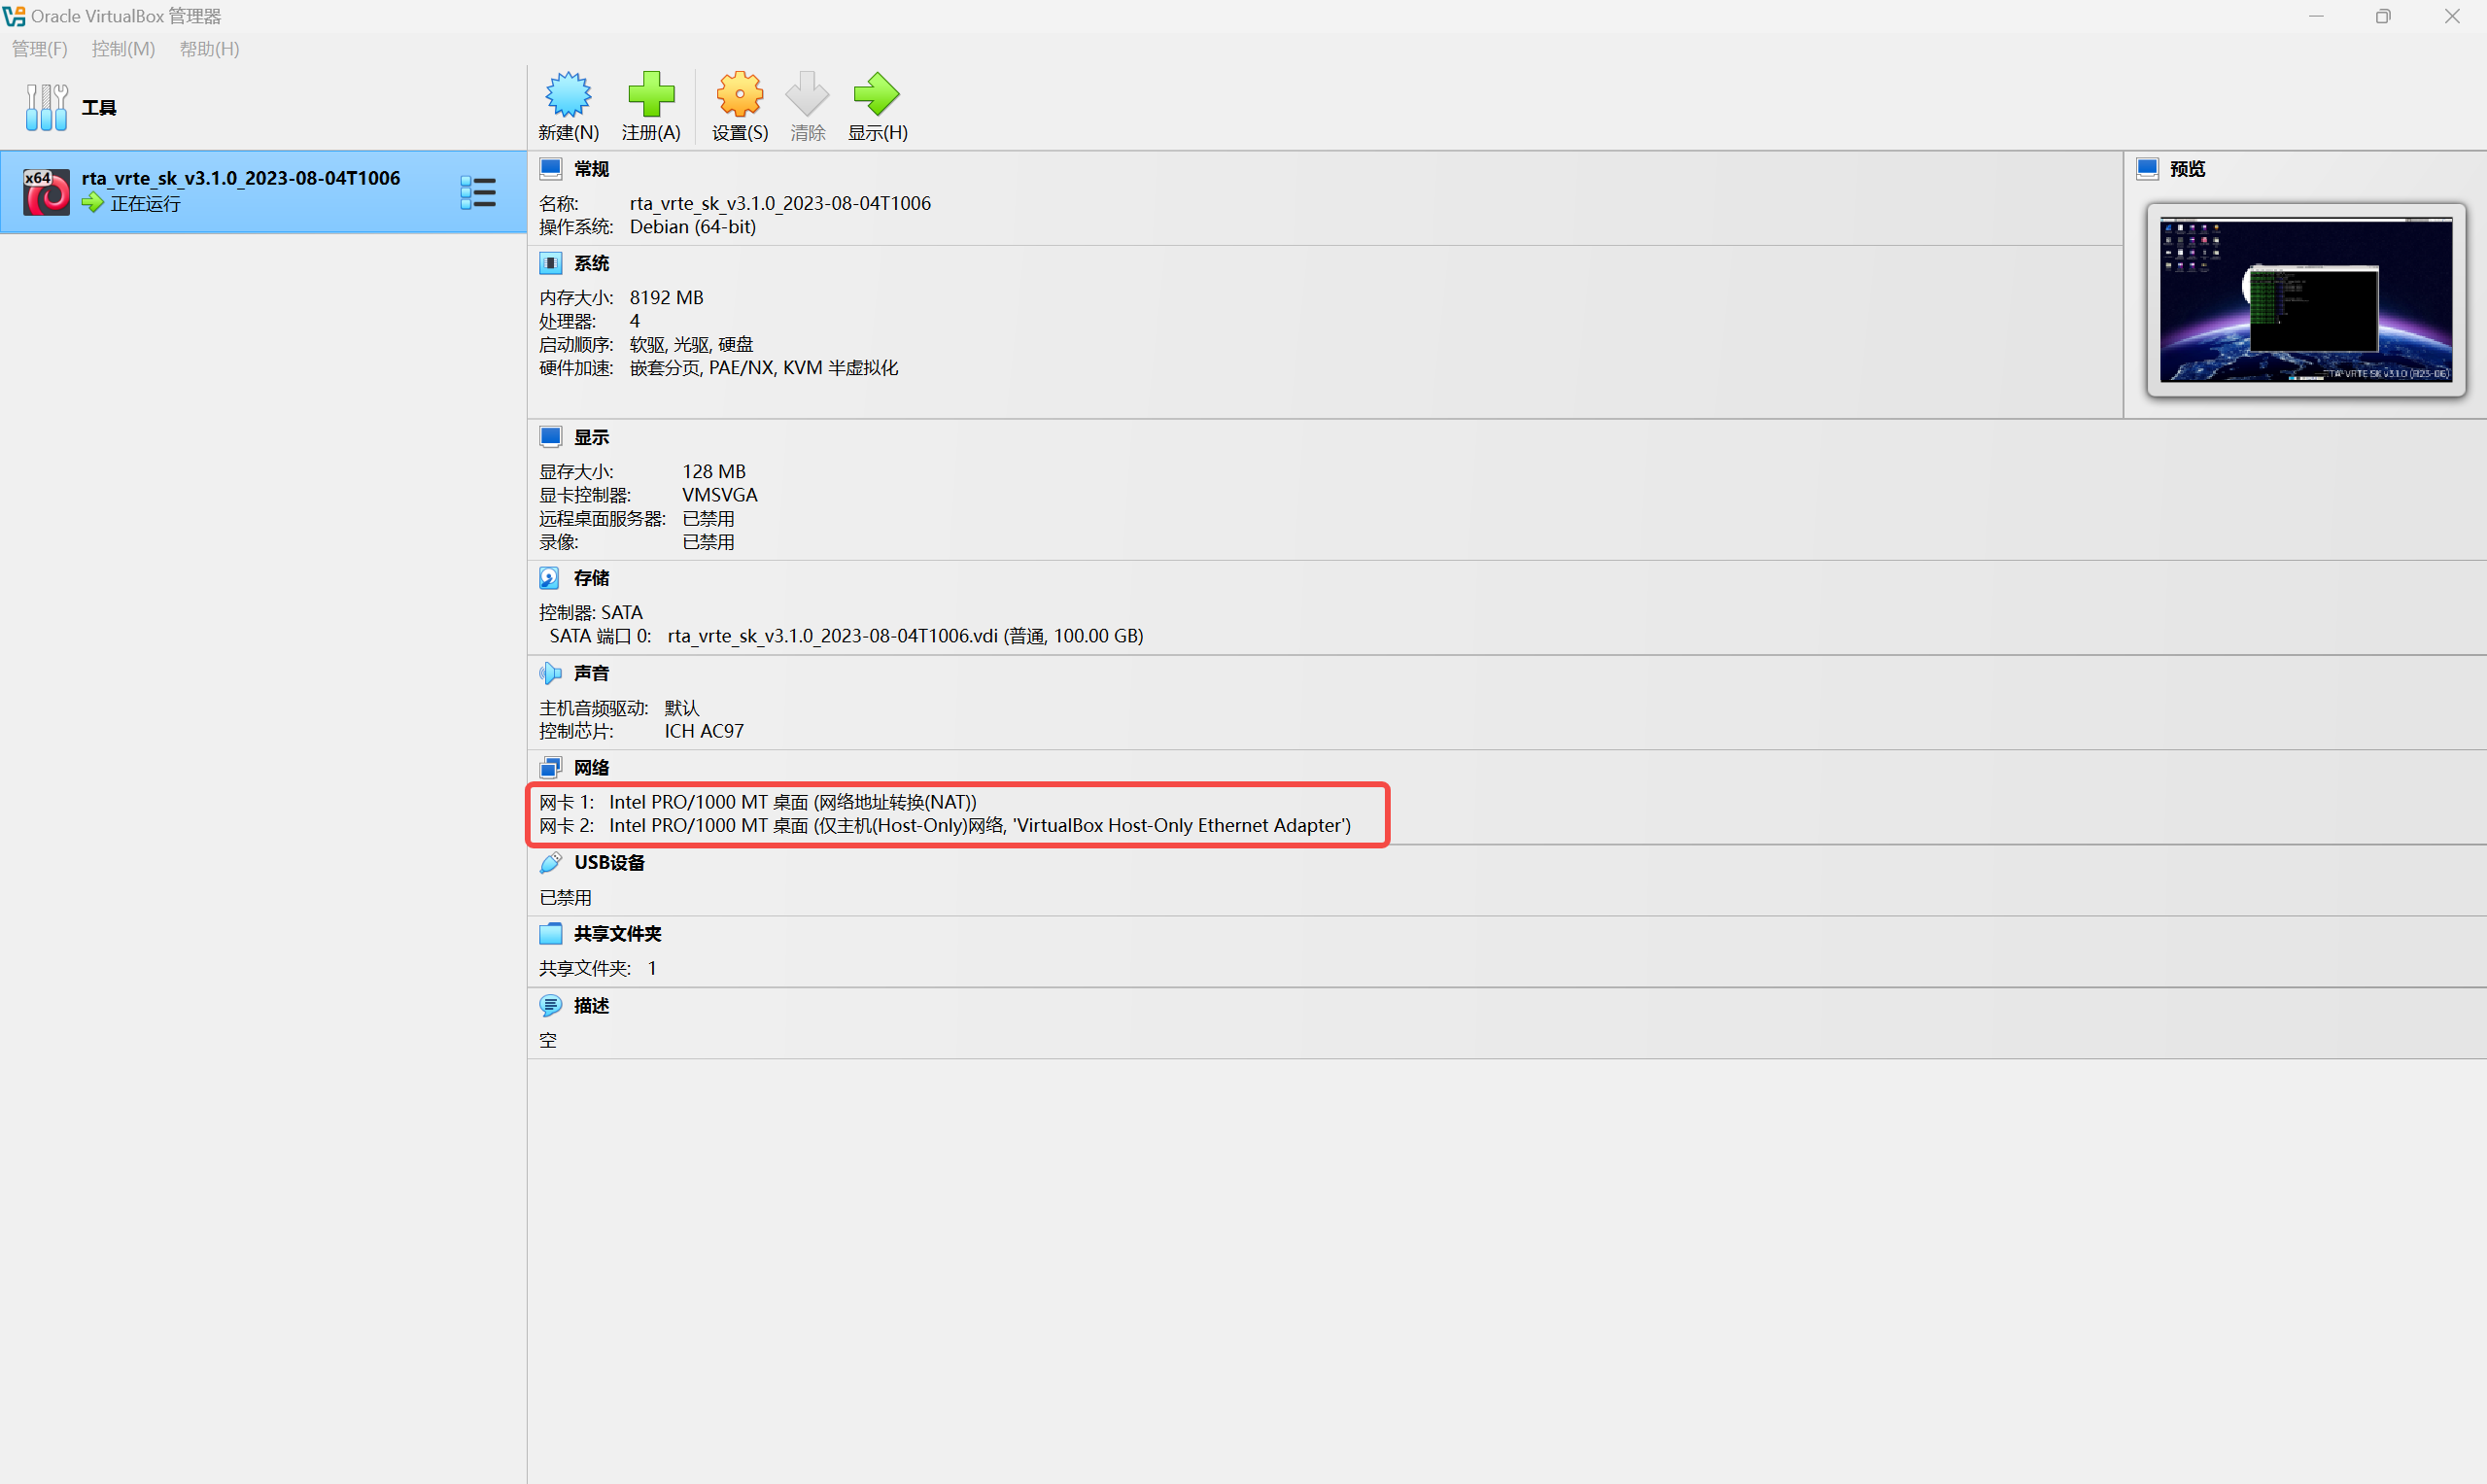 Oracle VirtualBox 管理器
管理(F) 控制(M) 帮助(H)
工具
新建(N) 注册(A) 设置(S) 清除 显示(H)
x64
rta_vrte_sk_v3.1.0_2023-08-04T1006
正在运行
常规
名称: rta_vrte_sk_v3.1.0_2023-08-04T1006
操作系统: Debian (64-bit)
预览
RTA-VRTE SK v3.1.0 (R23-06)
系统
内存大小: 8192 MB
处理器: 4
启动顺序: 软驱, 光驱, 硬盘
硬件加速: 嵌套分页, PAE/NX, KVM 半虚拟化
显示
显存大小: 128 MB
显卡控制器: VMSVGA
远程桌面服务器: 已禁用
录像: 已禁用
存储
控制器: SATA
SATA 端口 0: rta_vrte_sk_v3.1.0_2023-08-04T1006.vdi (普通, 100.00 GB)
声音
主机音频驱动: 默认
控制芯片: ICH AC97
网络
网卡 1: Intel PRO/1000 MT 桌面 (网络地址转换(NAT))
网卡 2: Intel PRO/1000 MT 桌面 (仅主机(Host-Only)网络, 'VirtualBox Host-Only Ethernet Adapter')
USB设备
已禁用
共享文件夹
共享文件夹: 1
描述
空